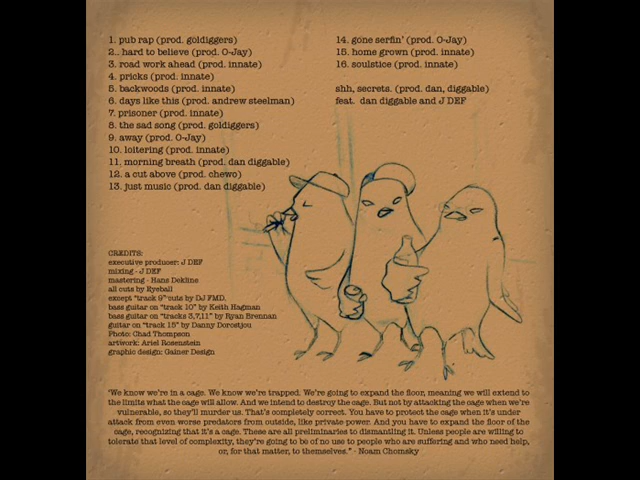 1. pub rap (prod. goldiggers)
2.. hard to believe (prod. O-Jay)
3. road work ahead (prod. innate)
4. pricks (prod. innate)
5. backwoods (prod. innate)
6. days like this (prod. andrew steelman)
7. prisoner (prod. innate)
8. the sad song (prod. goldiggers)
9. away (prod. O-Jay)
10. loitering (prod. innate)
11. morning breath (prod. dan diggable)
12. a cut above (prod. chewo)
13. just music (prod. dan diggable)
14. gone serfin' (prod. O-Jay)
15. home grown (prod. innate)
16. soulstice (prod. innate)
shh, secrets. (prod. dan, diggable)
feat. dan diggable and J DEF
CREDITS:
executive producer: J DEF
mixing - J DEF
mastering - Hans Dekline
all cuts by Eyeball
except "track 9" cuts by DJ FMD,
bass guitar on "track 10" by Keith Hagman
bass guitar on "tracks 3,7,11" by Ryan Brennan
guitar on "track 15" by Danny Dorostjou
Photo: Chad Thompson
artwork: Ariel Rosenstein
graphic design: Gainer Design
"We know we're in a cage. We know we're trapped. We're going to expand the floor, meaning we will extend to
the limits what the cage will allow. And we intend to destroy the cage. But not by attacking the cage when we're
vulnerable, so they'll murder us. That's completely correct. You have to protect the cage when it's under
attack from even worse predators from outside, like private power. And you have to expand the floor of the
cage, recognizing that it's a cage. These are all preliminaries to dismantling it. Unless people are willing to
tolerate that level of complexity, they're going to be of no use to people who are suffering and who need help,
or, for that matter, to themselves." - Noam Chomsky